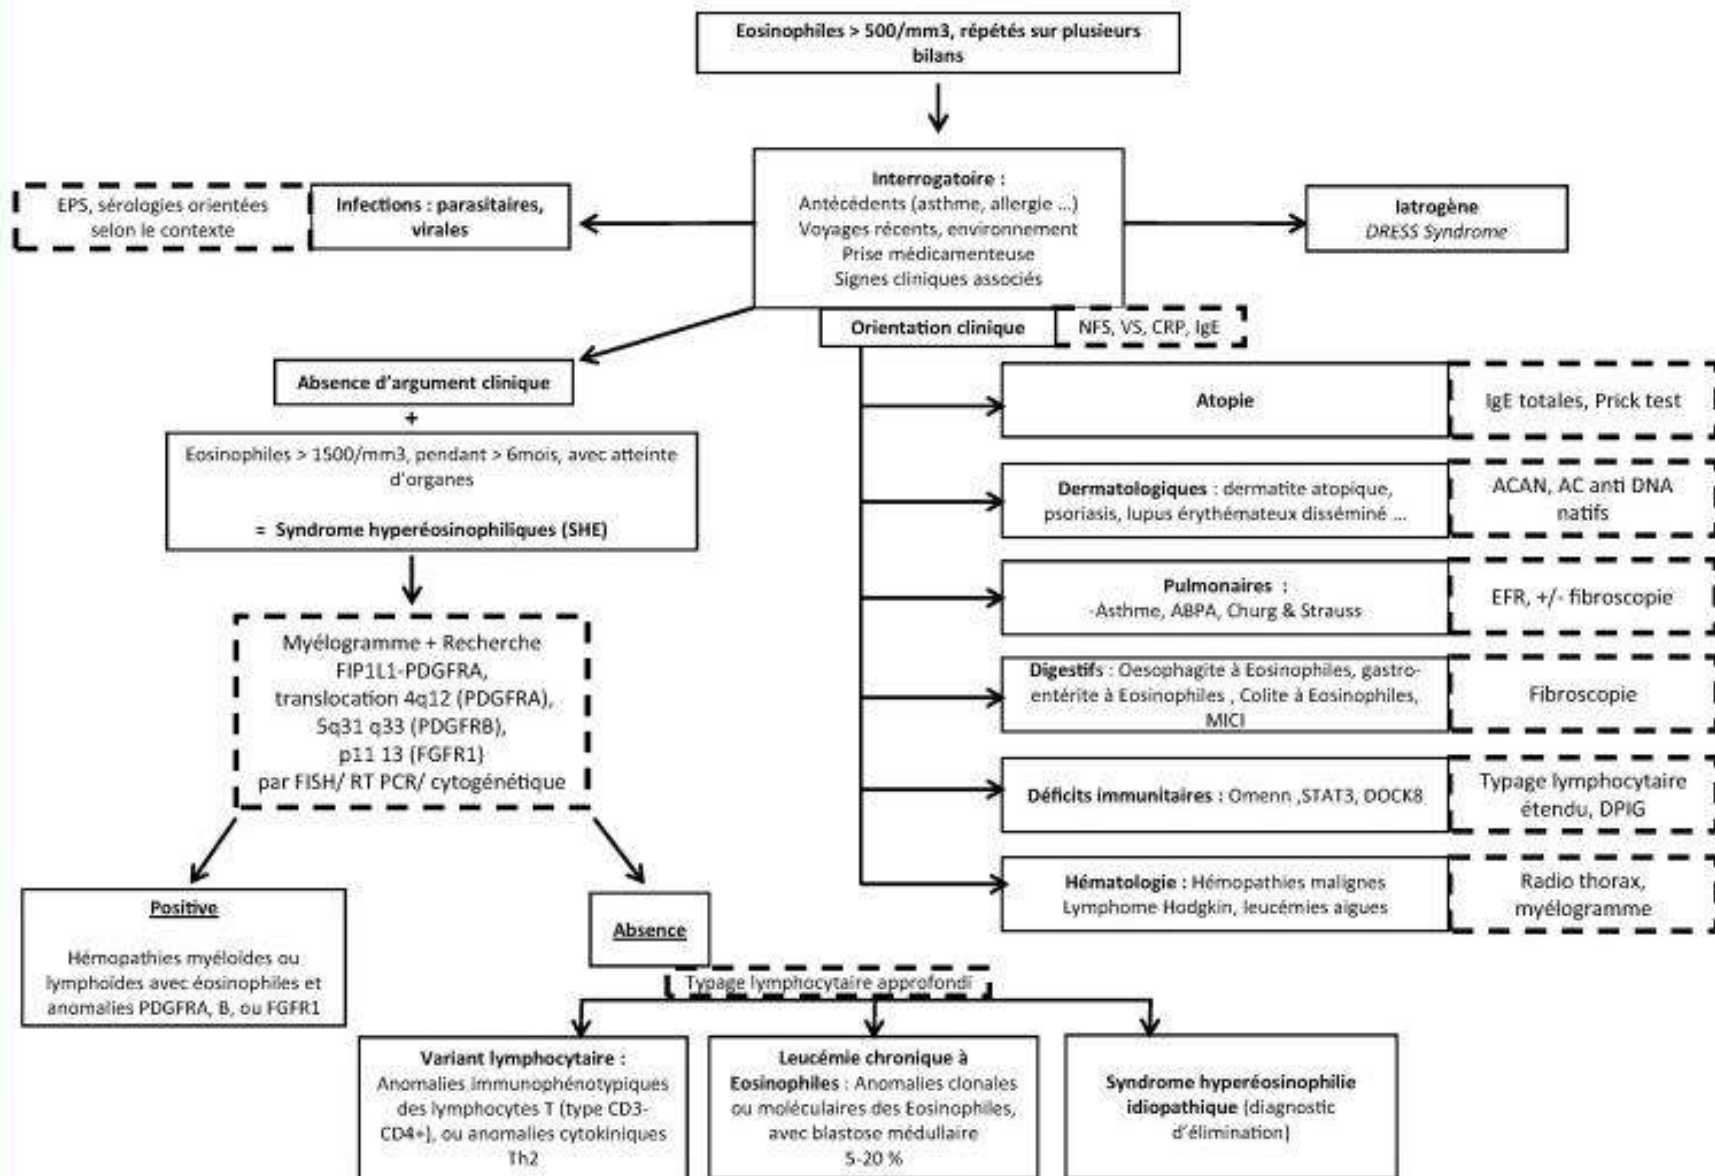 Eosinophiles > 500/mm3, répétés sur plusieurs
bilans
Interrogatoire :
Antécédents (asthme, allergie ...)
Voyages récents, environnement
Prise médicamenteuse
Signes cliniques associés
EPS, sérologies orientées
selon le contexte
Infections : parasitaires,
virales
Iatrogène
DRESS Syndrome
Orientation clinique
NFS, VS, CRP, IgE
Absence d'argument clinique
+
Eosinophiles > 1500/mm3, pendant > 6mois, avec atteinte
d'organes
= Syndrome hyperéosinophiliques (SHE)
Myélogramme + Recherche
FIP1L1-PDGFRA,
translocation 4q12 (PDGFRA),
5q31 q33 (PDGFRB),
p11 13 (FGFR1)
par FISH/ RT PCR/ cytogénétique
Positive
Hémopathies myéloïdes ou
lymphoïdes avec éosinophiles et
anomalies PDGFRA, B, ou FGFR1
Absence
Atopie
IgE totales, Prick test
Dermatologiques : dermatite atopique,
psoriasis, lupus érythémateux disséminé ...
ACAN, AC anti DNA
natifs
Pulmonaires :
-Asthme, ABPA, Churg & Strauss
EFR, +/- fibroscopie
Digestifs : Oesophagite à Eosinophiles, gastro-
entérite à Eosinophiles , Colite à Eosinophiles,
MICI
Fibroscopie
Déficits immunitaires : Omenn ,STAT3, DOCK8
Typage lymphocytaire
étendu, DPIG
Hématologie : Hémopathies malignes
Lymphome Hodgkin, leucémies aigues
Radio thorax,
myélogramme
Typage lymphocytaire approfondi
Variant lymphocytaire :
Anomalies immunophénotypiques
des lymphocytes T (type CD3-
CD4+), ou anomalies cytokiniques
Th2
Leucémie chronique à
Eosinophiles : Anomalies clonales
ou moléculaires des Eosinophiles,
avec blastose médullaire
5-20 %
Syndrome hyperéosinophilie
idiopathique (diagnostic
d'élimination)